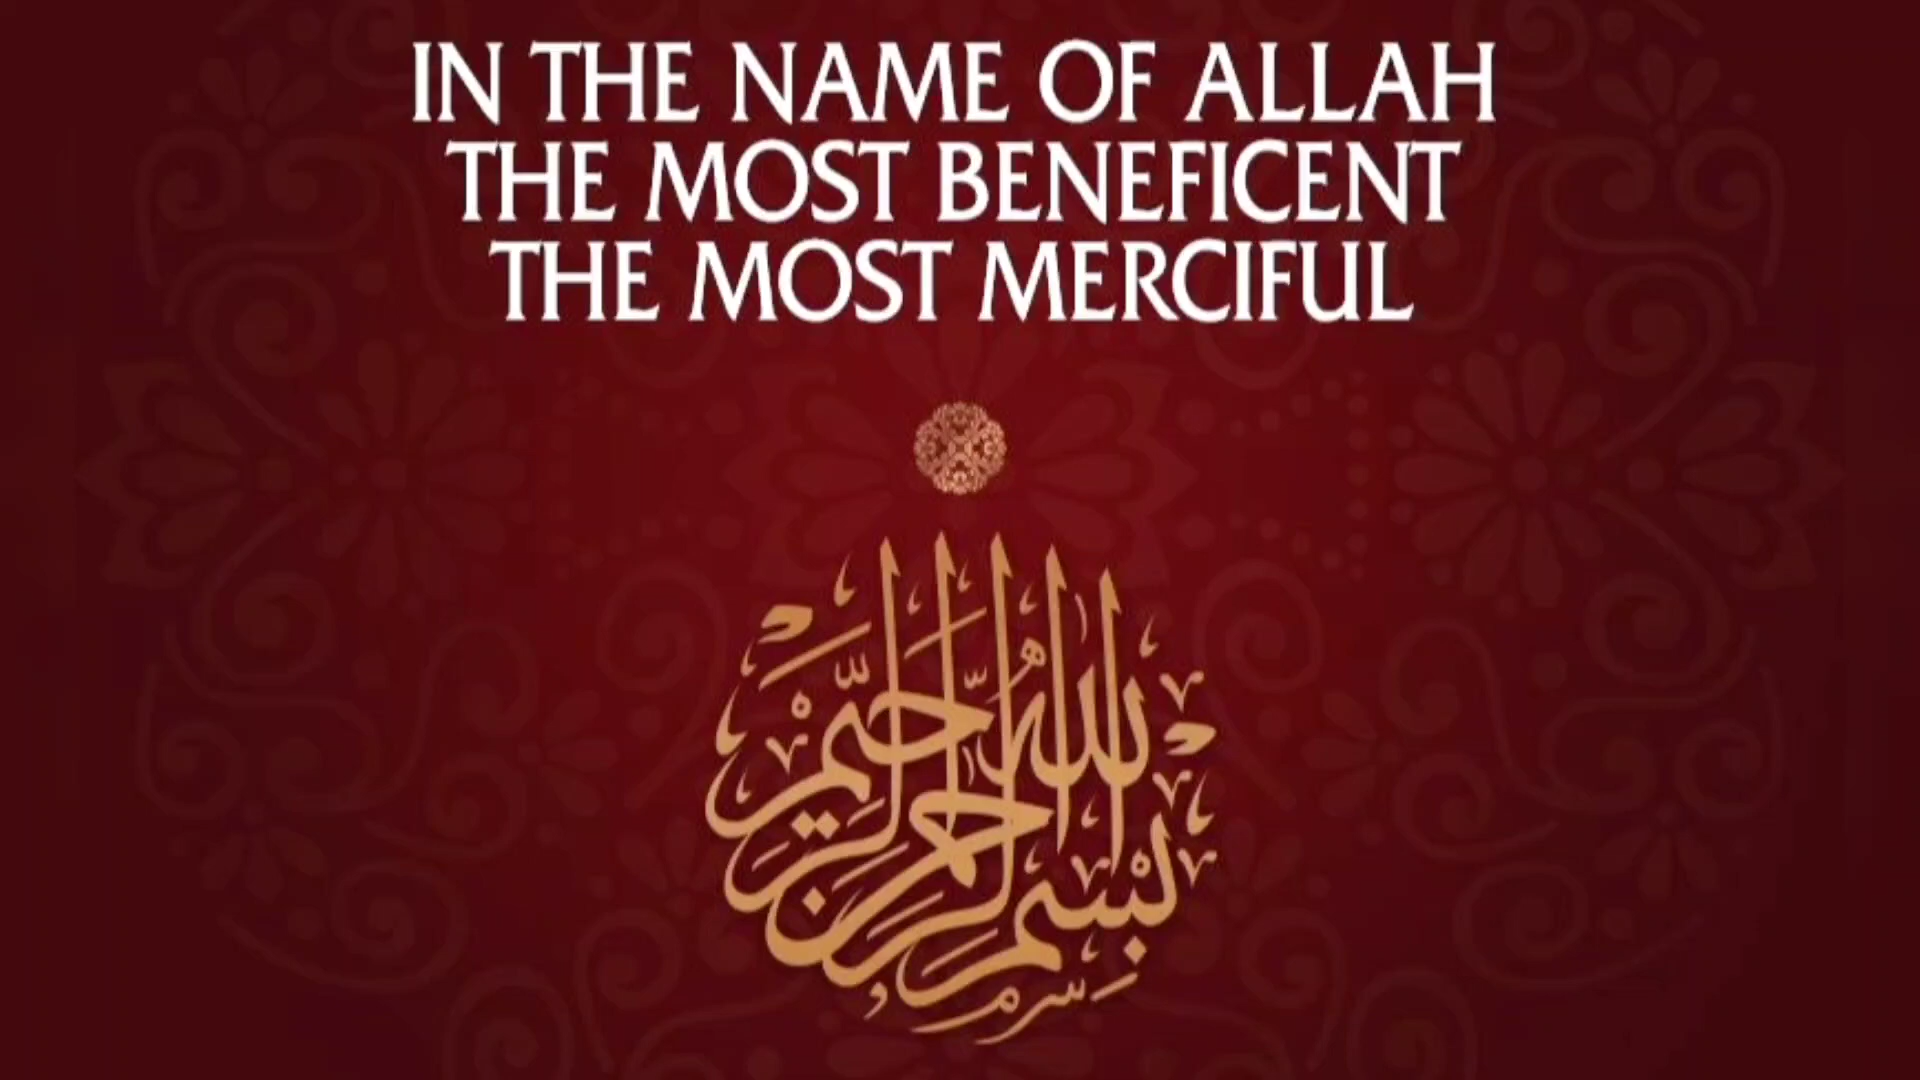 IN THE NAME OF ALLAH
THE MOST BENEFICENT
THE MOST MERCIFUL
بسم الله الرحمن الرحيم